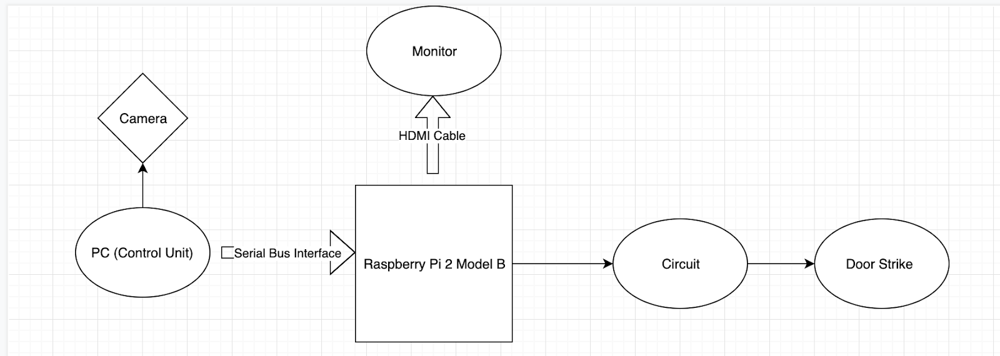 Monitor
Camera
HDMI Cable
PC (Control Unit)
Serial Bus Interface
Raspberry Pi 2 Model B
Circuit
Door Strike